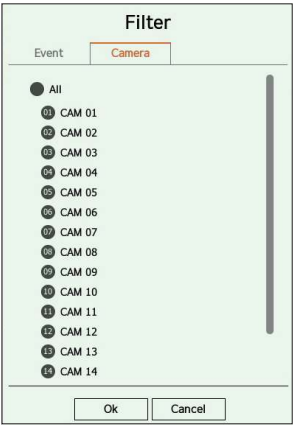 Filter
Event Camera
All
01 CAM 01
02 CAM 02
03 CAM 03
04 CAM 04
05 CAM 05
06 CAM 06
07 CAM 07
08 CAM 08
09 CAM 09
10 CAM 10
11 CAM 11
12 CAM 12
13 CAM 13
14 CAM 14
Ok Cancel